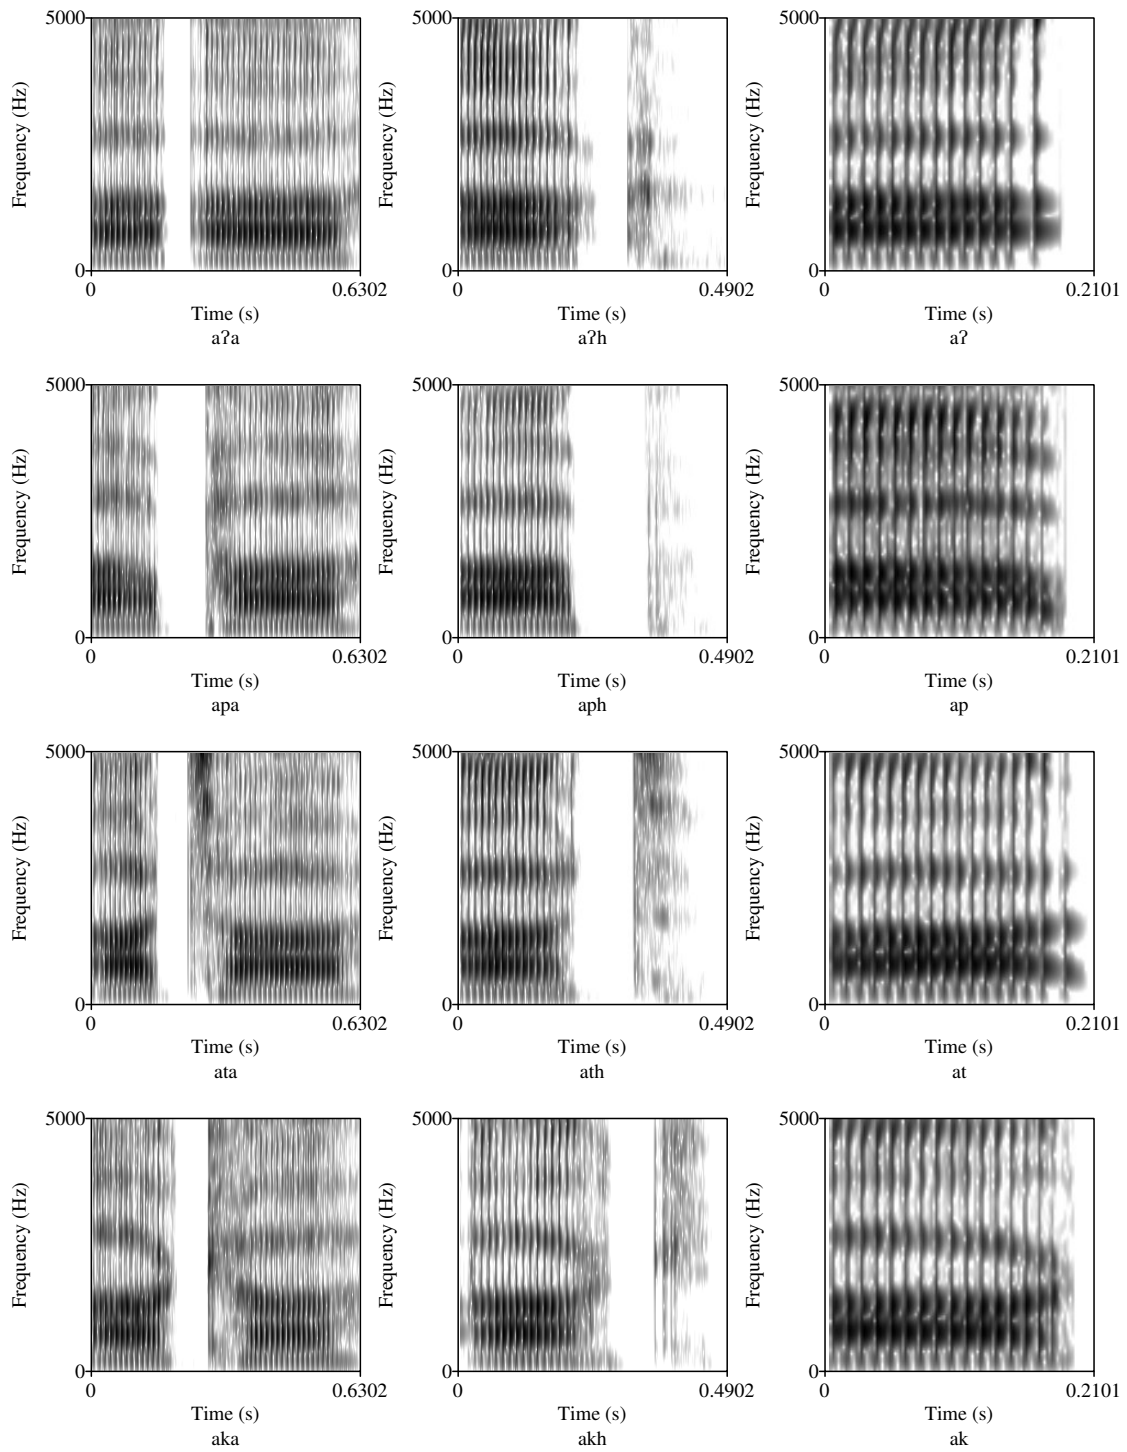 5000 5000 5000
Frequency (Hz) Frequency (Hz) Frequency (Hz)
0 0 0
0 0.6302 0 0.4902 0 0.2101
Time (s) Time (s) Time (s)
aʔa aʔh aʔ
5000 5000 5000
Frequency (Hz) Frequency (Hz) Frequency (Hz)
0 0 0
0 0.6302 0 0.4902 0 0.2101
Time (s) Time (s) Time (s)
apa aph ap
5000 5000 5000
Frequency (Hz) Frequency (Hz) Frequency (Hz)
0 0 0
0 0.6302 0 0.4902 0 0.2101
Time (s) Time (s) Time (s)
ata ath at
5000 5000 5000
Frequency (Hz) Frequency (Hz) Frequency (Hz)
0 0 0
0 0.6302 0 0.4902 0 0.2101
Time (s) Time (s) Time (s)
aka akh ak